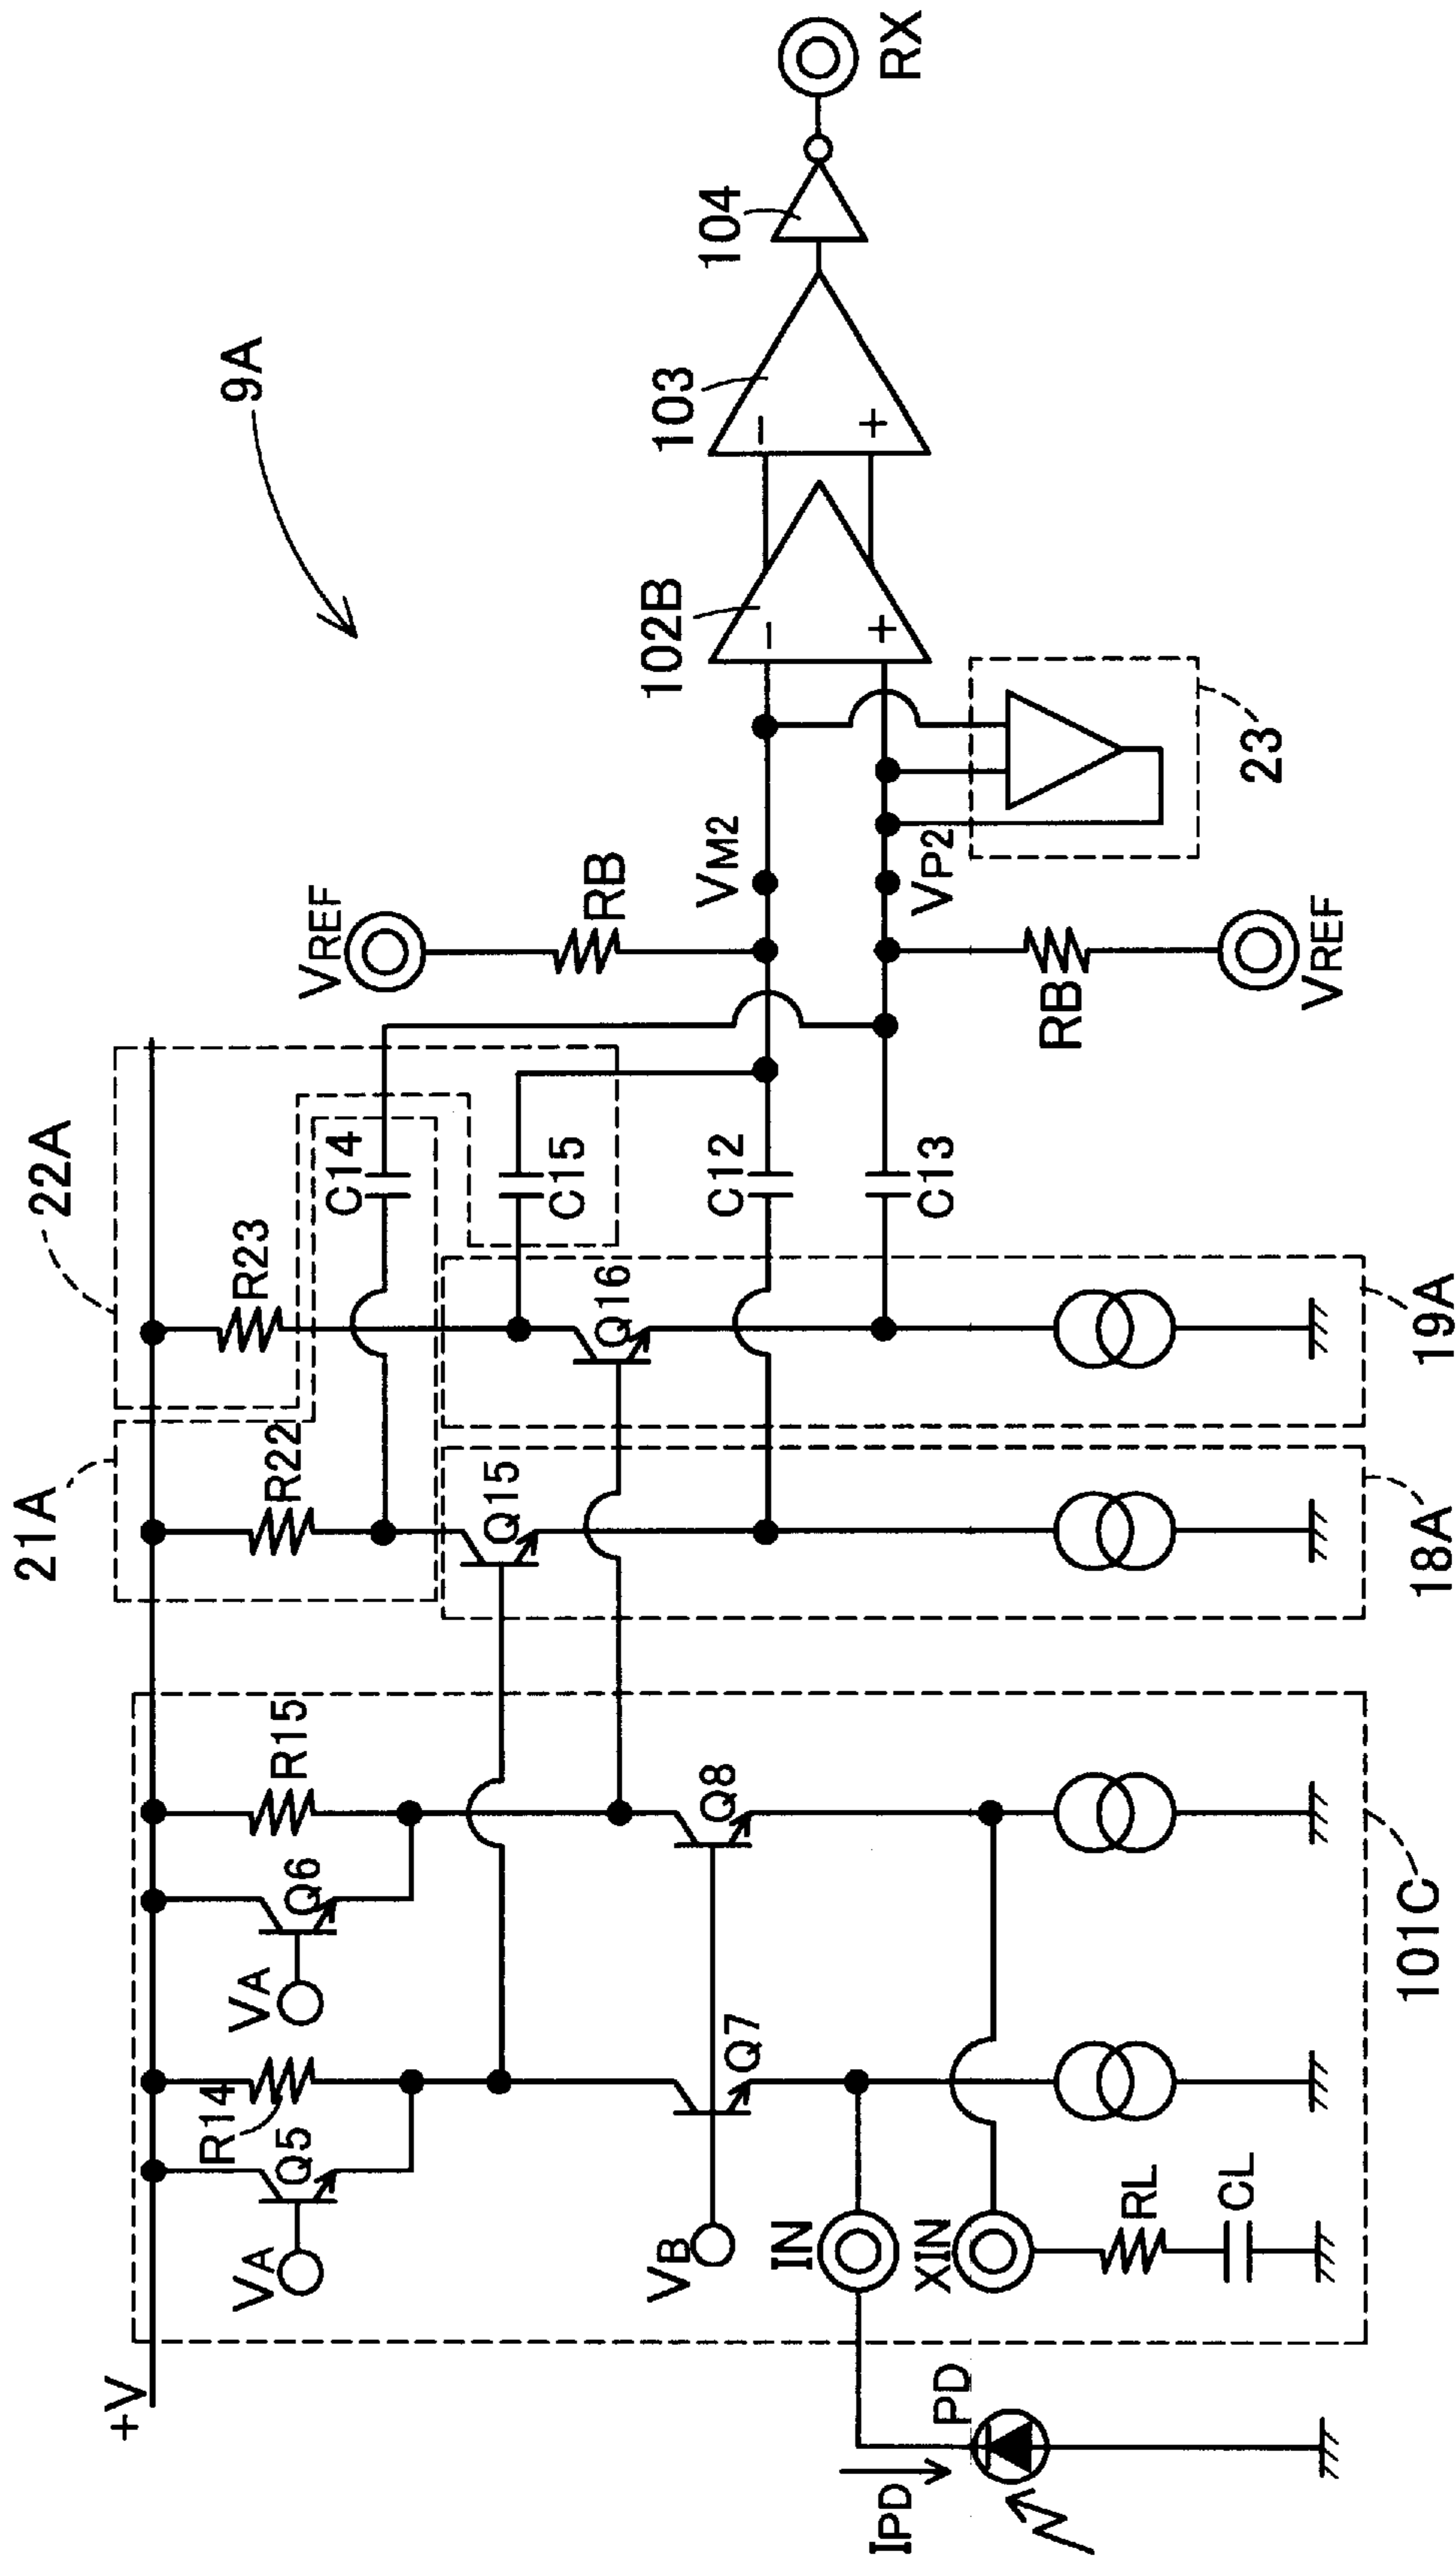 9A
+V
VA
Q5
R14
VA
Q6
R15
VB
Q7
Q8
IN
XIN
RL
CL
IPD
PD
101C
21A
R22
Q15
18A
22A
R23
Q16
19A
C14
C15
C12
C13
VREF
RB
VM2
VP2
RB
VREF
23
102B
−
+
103
−
+
104
RX